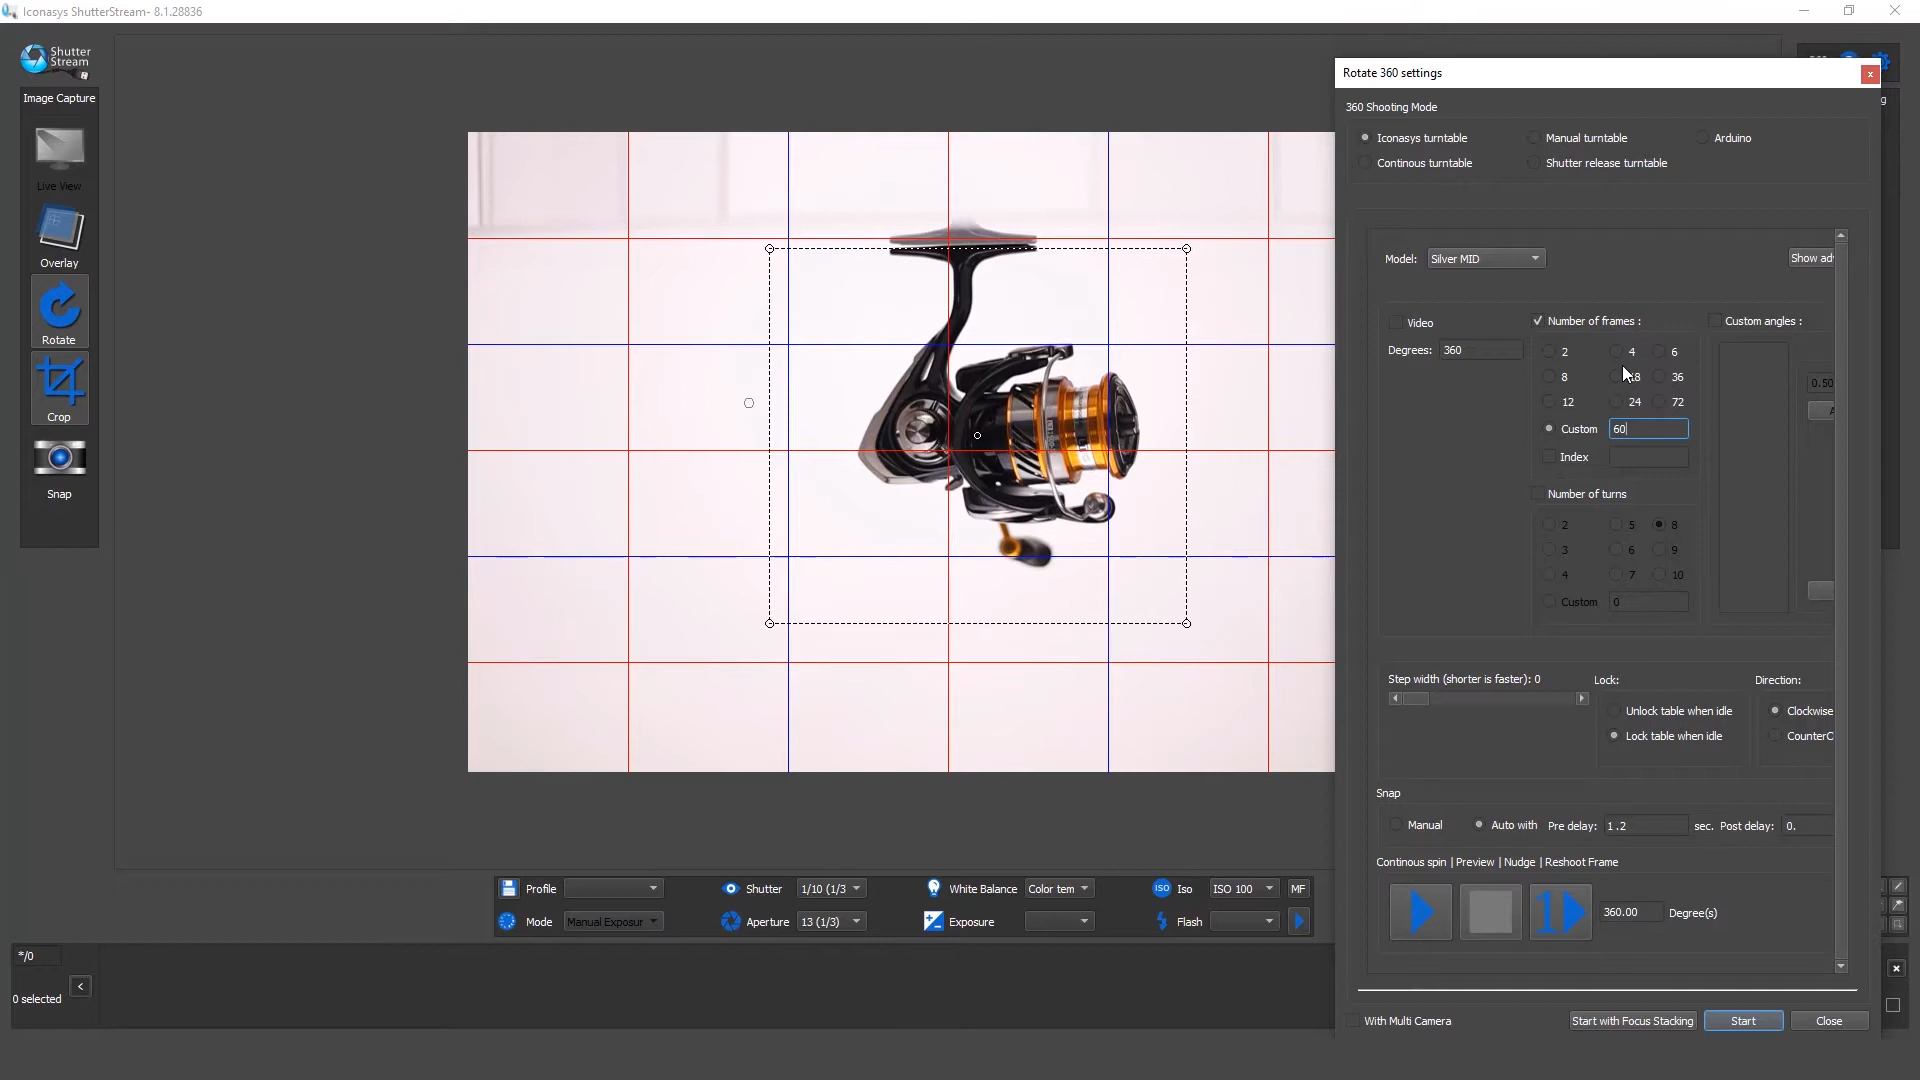 Iconasys ShutterStream- 8.1.28836
Shutter
Stream
Image Capture
Live View
Overlay
Rotate
Crop
Snap
Rotate 360 settings
x
360 Shooting Mode
Iconasys turntable
Manual turntable
Arduino
Continous turntable
Shutter release turntable
Model:
Silver MID
Show adv
Video
Number of frames :
Custom angles :
Degrees:
360
2
4
6
8
18
36
0.50
12
24
72
A
Custom
60
Index
Number of turns
2
5
8
3
6
9
4
7
10
Custom
0
Step width (shorter is faster): 0
Lock:
Direction:
Unlock table when idle
Clockwise
Lock table when idle
CounterC
Snap
Manual
Auto with
Pre delay:
1.2
sec. Post delay:
0.
Continous spin | Preview | Nudge | Reshoot Frame
1
360.00
Degree(s)
Profile
Shutter
1/10 (1/3
White Balance
Color tem
ISO
Iso
ISO 100
MF
Mode
Manual Exposur
Aperture
13 (1/3)
Exposure
Flash
*/0
<
0 selected
With Multi Camera
Start with Focus Stacking
Start
Close